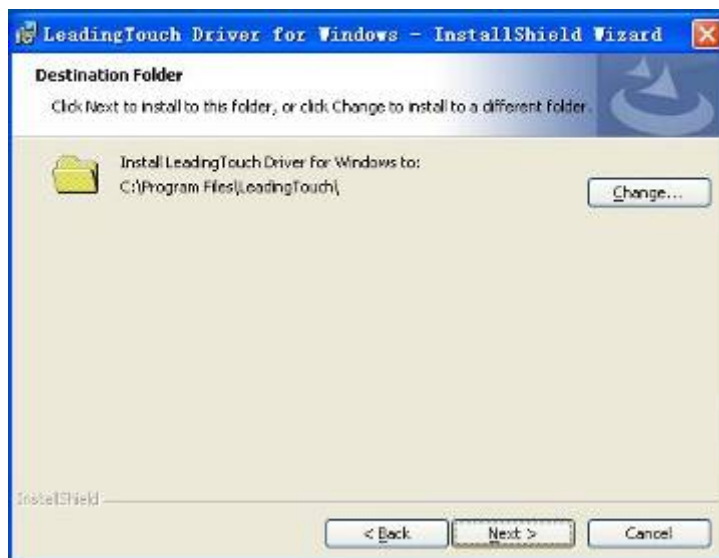 LeadingTouch Driver for Windows - InstallShield Wizard
Destination Folder
Click Next to install to this folder, or click Change to install to a different folder.
Install LeadingTouch Driver for Windows to:
C:\Program Files\LeadingTouch\
Change...
InstallShield
< Back
Next >
Cancel